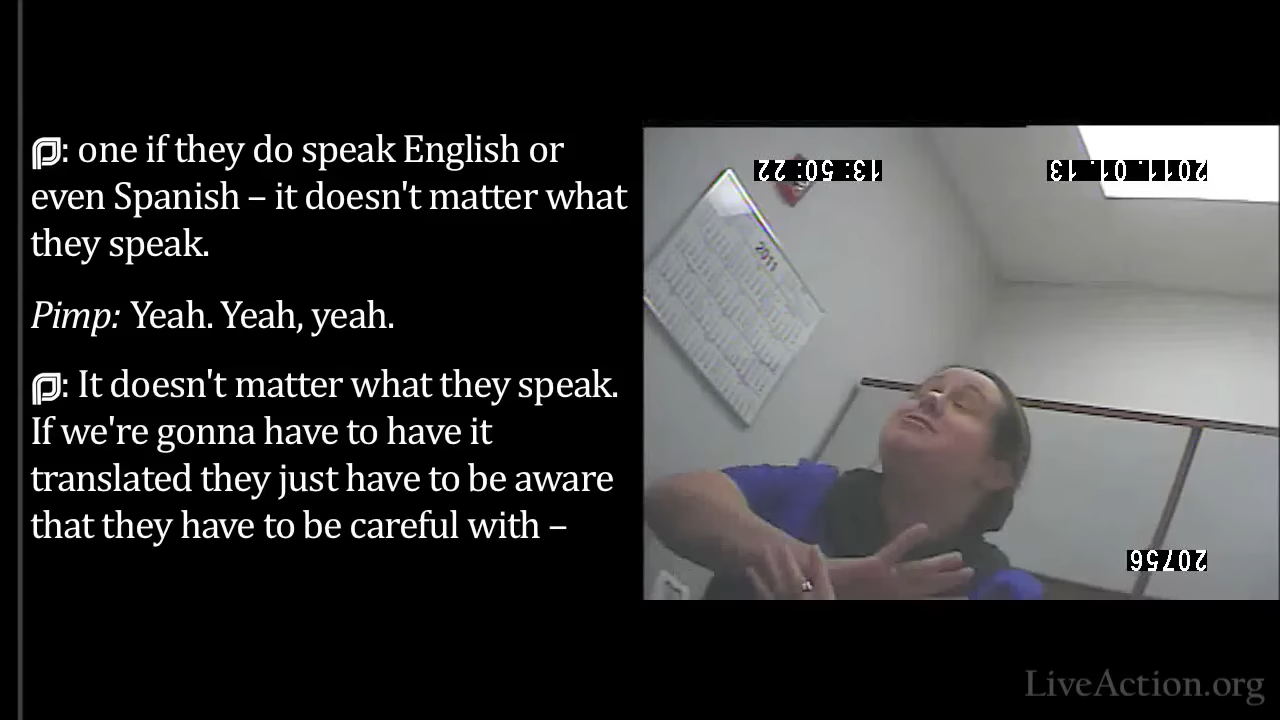 P: one if they do speak English or
even Spanish – it doesn't matter what
they speak.
Pimp: Yeah. Yeah, yeah.
P: It doesn't matter what they speak.
If we're gonna have to have it
translated they just have to be aware
that they have to be careful with –
13:50:22
2011.01.13
2011
20756
LiveAction.org